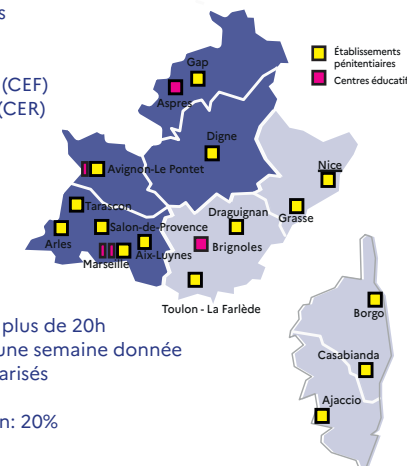 s
(CEF)
(CER)
plus de 20h
une semaine donnée
arisés
n: 20%
Établissements
pénitentiaires
Centres éducatif
Gap
Aspres
Digne
Avignon-Le Pontet
Nice
Tarascon
Draguignan
Grasse
Salon-de-Provence
Arles
Aix-Luynes
Brignoles
Marseille
Toulon - La Farlède
Borgo
Casabianda
Ajaccio